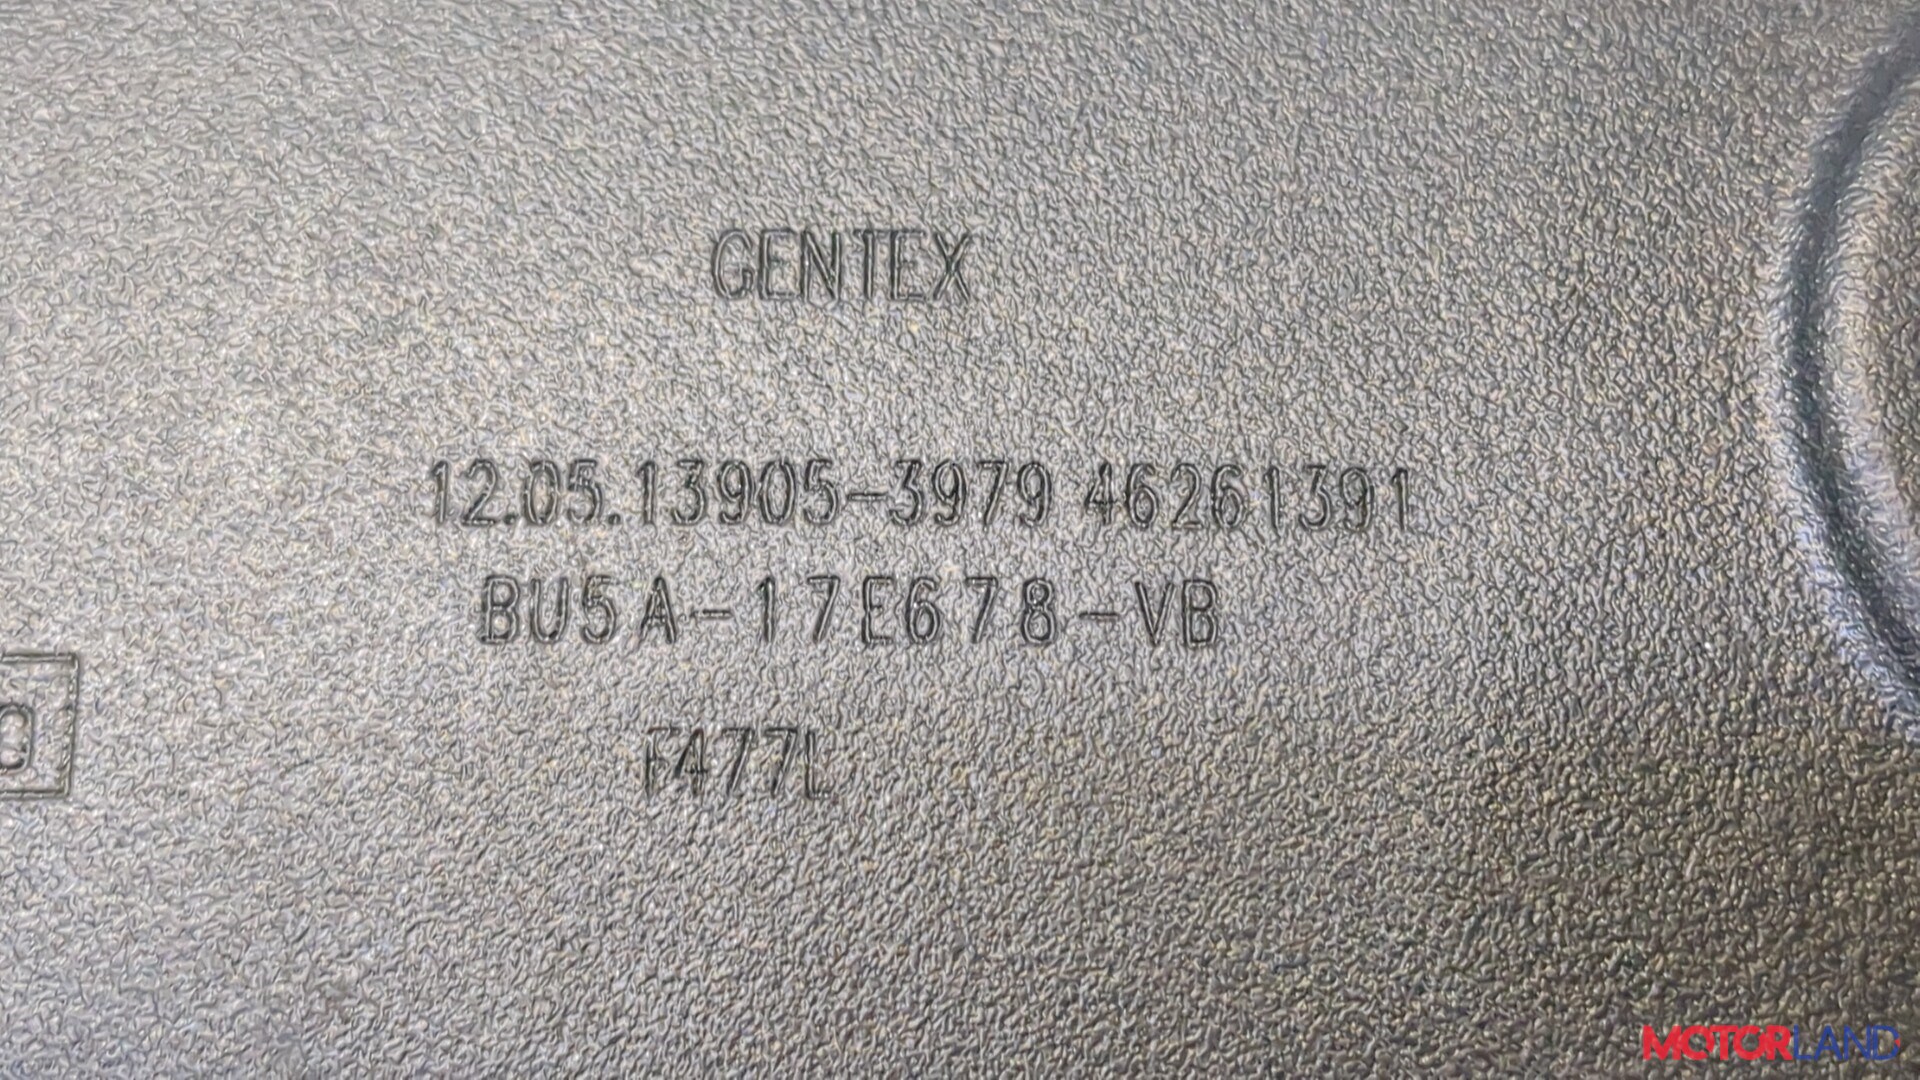 GENTEX
12.05.13905-3979 46261391
BU5A-17E678-VB
F477L
MOTORLAND